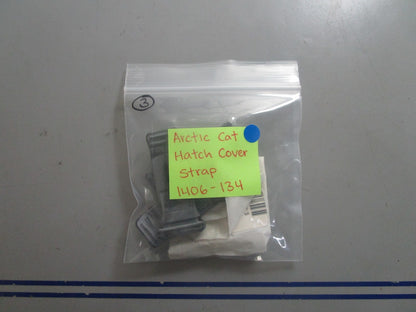 3
Arctic Cat
Hatch Cover
Strap
1406-134